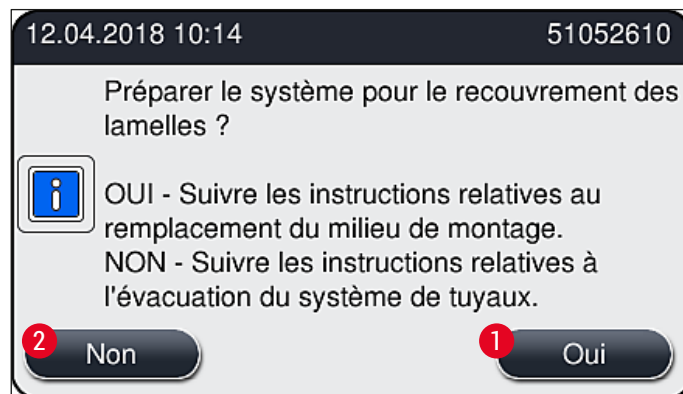 12.04.2018 10:14 51052610
Préparer le système pour le recouvrement des
lamelles ?
OUI - Suivre les instructions relatives au
remplacement du milieu de montage.
NON - Suivre les instructions relatives à
l'évacuation du système de tuyaux.
2 Non 1 Oui